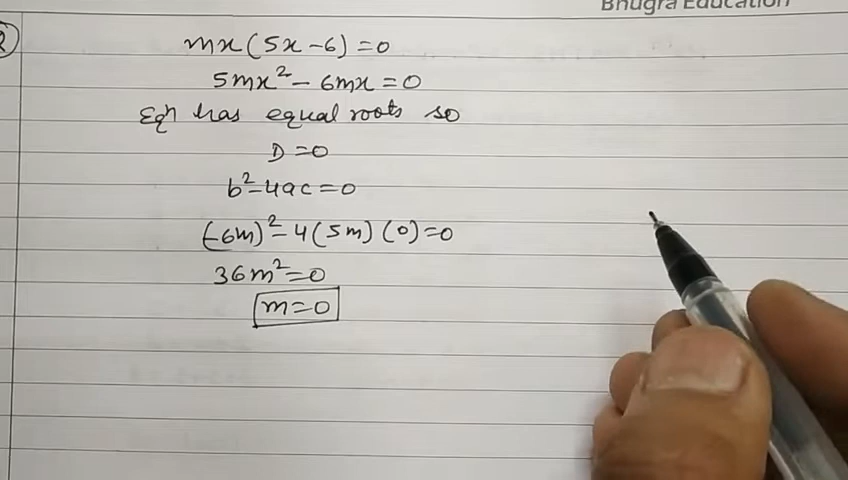 Bhugra Education
mx(5x-6)=0
5mx²-6mx=0
Eqn has equal roots so
D=0
b²-4ac=0
(-6m)²-4(5m)(0)=0
36m²=0
m=0